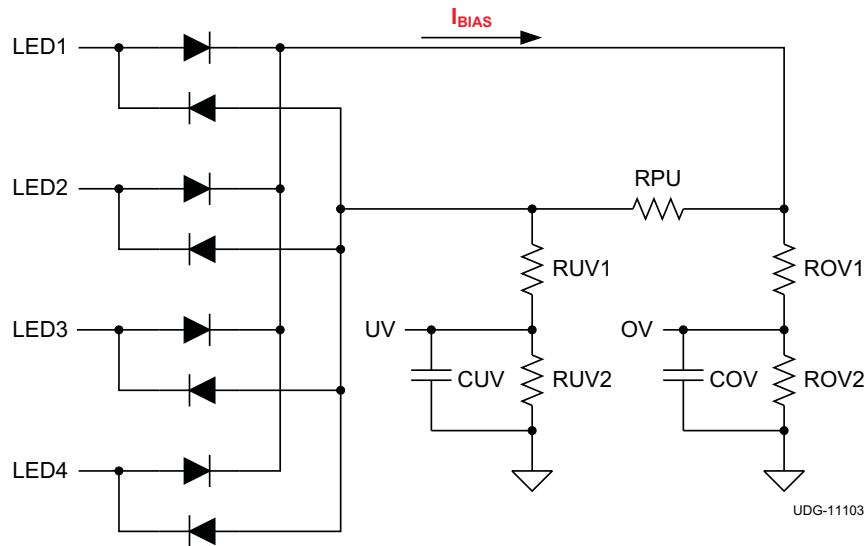 I_BIAS
LED1
LED2
RPU
RUV1
ROV1
LED3
UV
OV
CUV
RUV2
COV
ROV2
LED4
UDG-11103